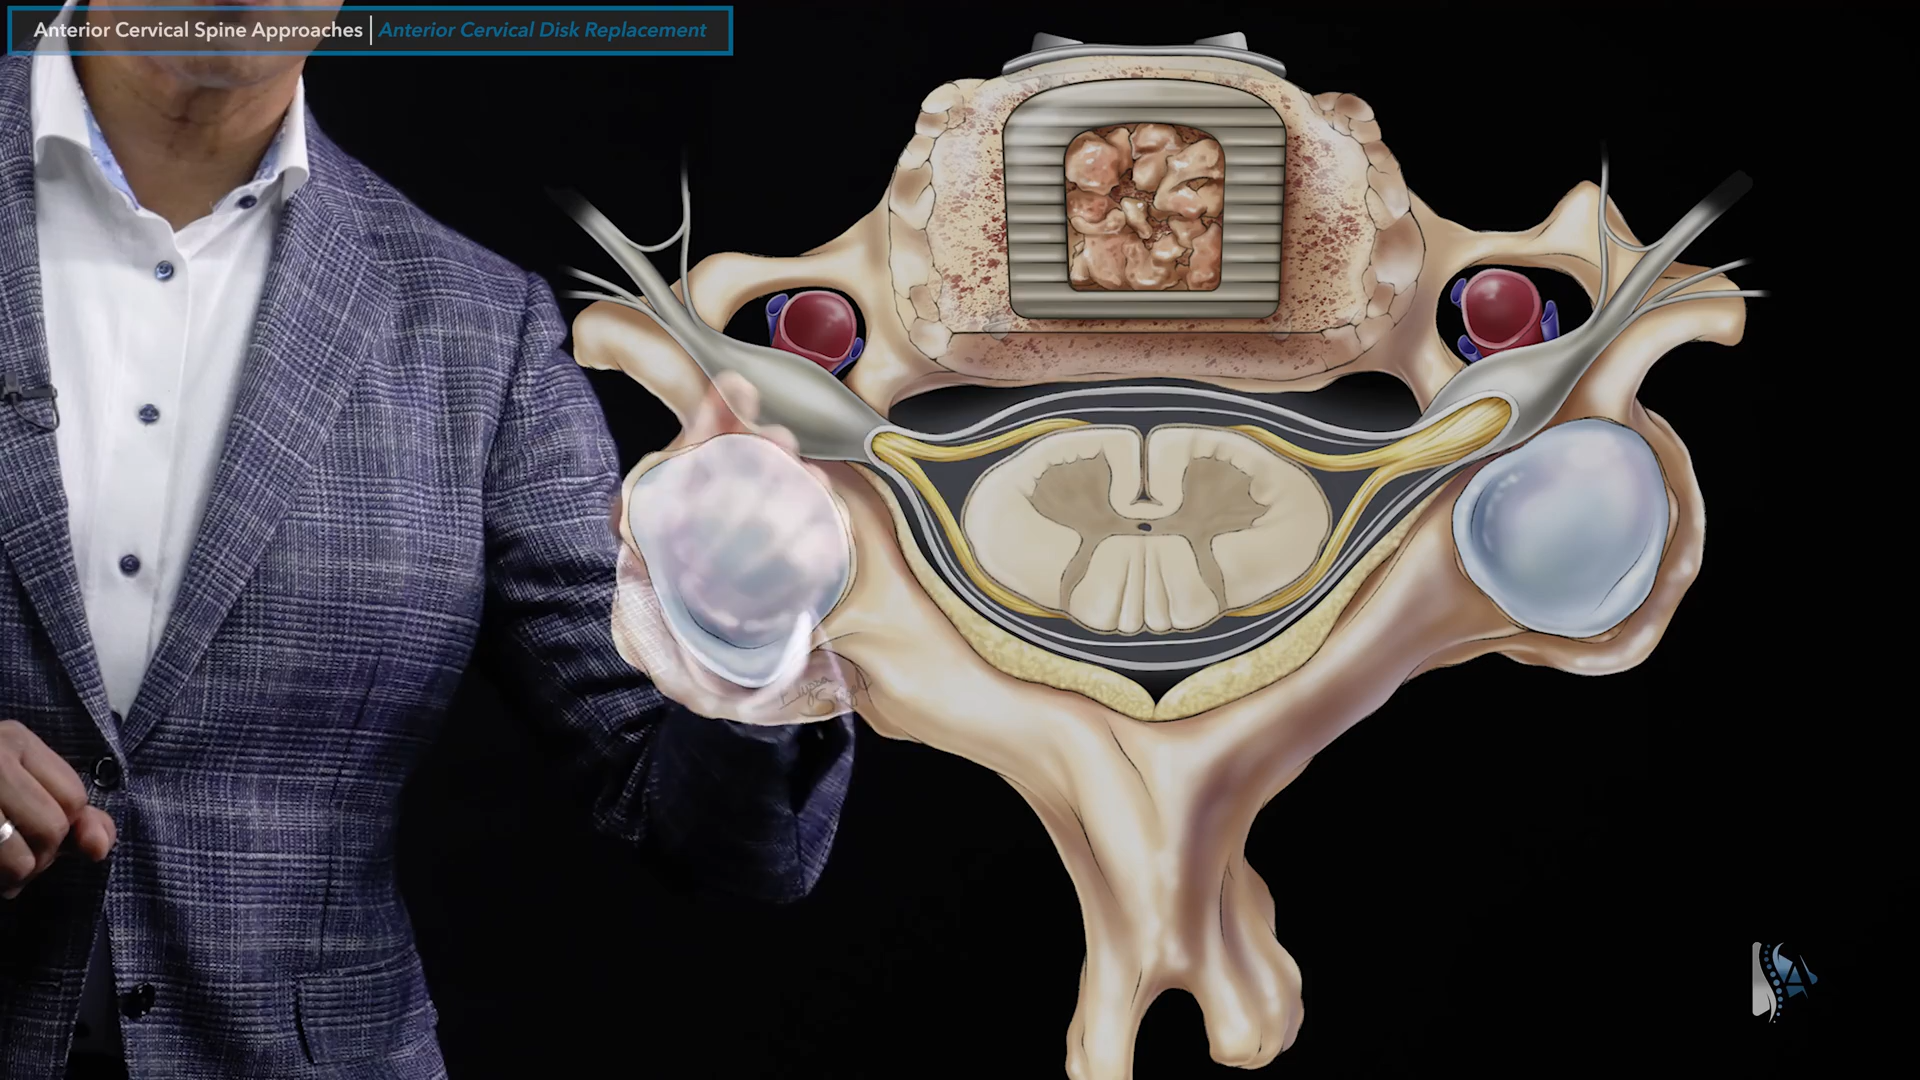 Anterior Cervical Spine Approaches | Anterior Cervical Disk Replacement